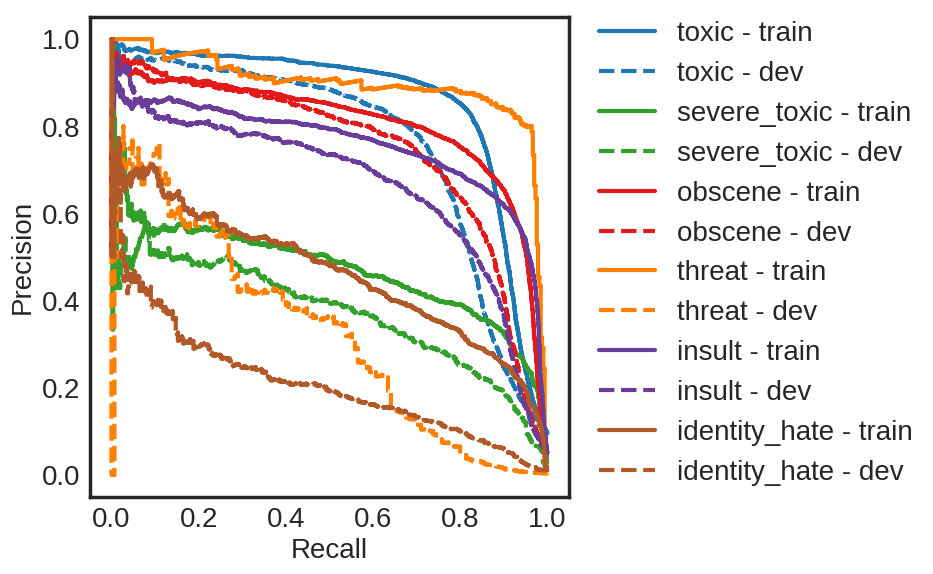 1.0
0.8
0.6
0.4
0.2
0.0
Precision
0.0 0.2 0.4 0.6 0.8 1.0
Recall
toxic - train
toxic - dev
severe_toxic - train
severe_toxic - dev
obscene - train
obscene - dev
threat - train
threat - dev
insult - train
insult - dev
identity_hate - train
identity_hate - dev